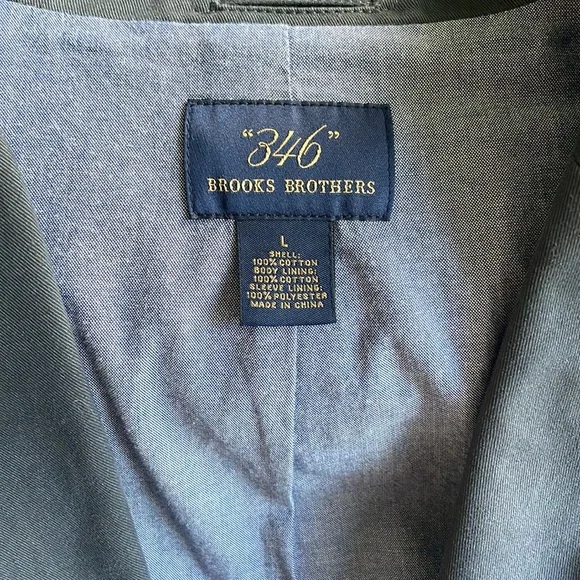 "346"
BROOKS BROTHERS
L
SHELL:
100% COTTON
BODY LINING:
100% COTTON
SLEEVE LINING:
100% POLYESTER
MADE IN CHINA